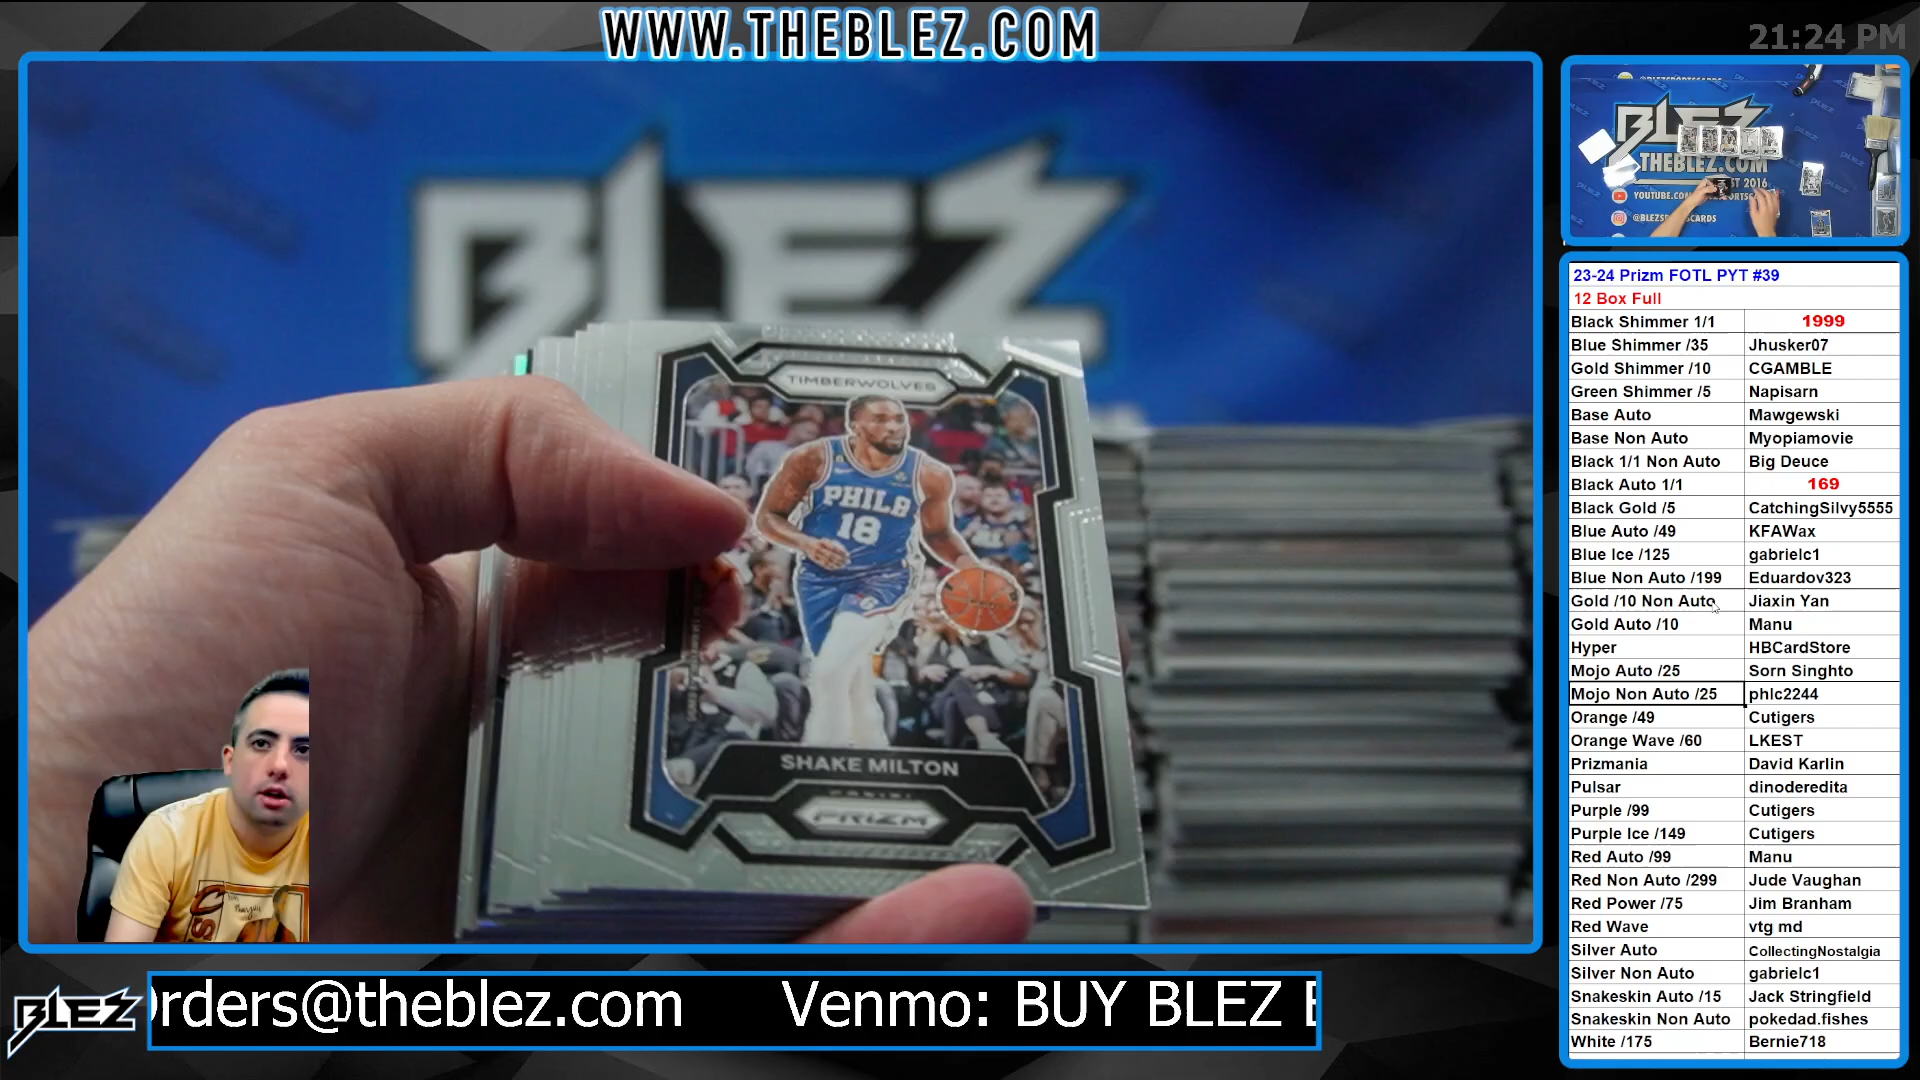 WWW.THEBLEZ.COM
21:24 PM
BLEZ
TIMBERWOLVES
PHILA
18
SHAKE MILTON
PANINI
PRIZM
BLEZ
THEBLEZ.COM
EST 2016
YOUTUBE.COM
23-24 Prizm FOTL PYT #39
12 Box Full
Black Shimmer 1/1 1999
Blue Shimmer /35 Jhusker07
Gold Shimmer /10 CGAMBLE
Green Shimmer /5 Napisarn
Base Auto Mawgewski
Base Non Auto Myopiamovie
Black 1/1 Non Auto Big Deuce
Black Auto 1/1 169
Black Gold /5 CatchingSilvy5555
Blue Auto /49 KFAWax
Blue Ice /125 gabrielc1
Blue Non Auto /199 Eduardov323
Gold /10 Non Auto Jiaxin Yan
Gold Auto /10 Manu
Hyper HBCardStore
Mojo Auto /25 Sorn Singhto
Mojo Non Auto /25 phlc2244
Orange /49 Cutigers
Orange Wave /60 LKEST
Prizmania David Karlin
Pulsar dinoderedita
Purple /99 Cutigers
Purple Ice /149 Cutigers
Red Auto /99 Manu
Red Non Auto /299 Jude Vaughan
Red Power /75 Jim Branham
Red Wave vtg md
Silver Auto CollectingNostalgia
Silver Non Auto gabrielc1
Snakeskin Auto /15 Jack Stringfield
Snakeskin Non Auto pokedad.fishes
White /175 Bernie718
BLEZ
orders@theblez.com Venmo: BUY BLEZ